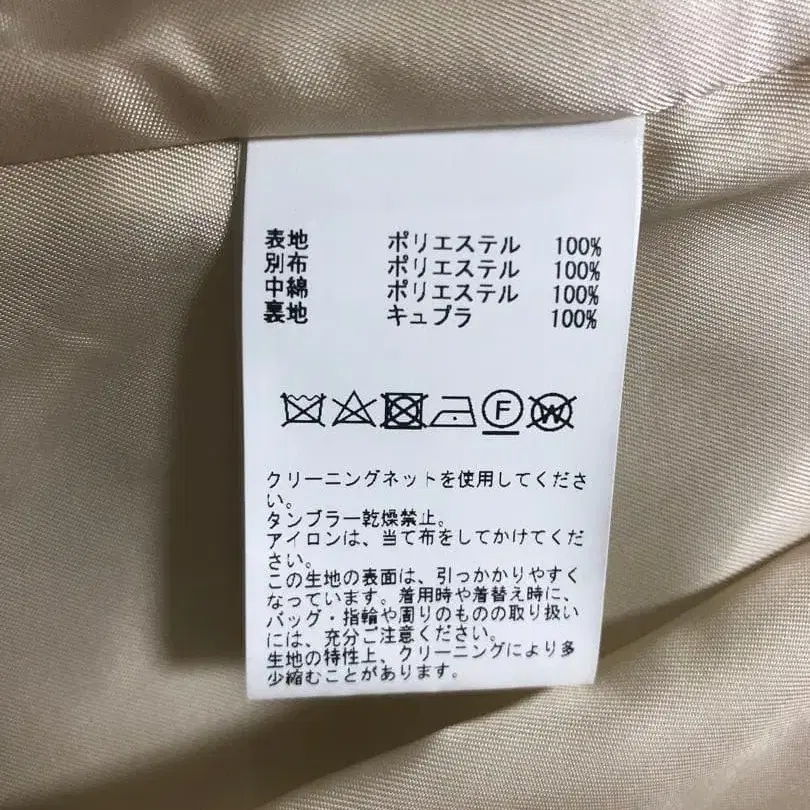 表地 ポリエステル 100%
別布 ポリエステル 100%
中綿 ポリエステル 100%
裏地 キュプラ 100%
F W
クリーニングネットを使用してくださ
い。
タンブラー乾燥禁止。
アイロンは、当て布をしてかけてくだ
さい。
この生地の表面は、引っかかりやすく
なっています。着用時や着替え時に、
バッグ・指輪や周りのものの取り扱い
には、充分ご注意ください。
生地の特性上、クリーニングにより多
少縮むことがあります。